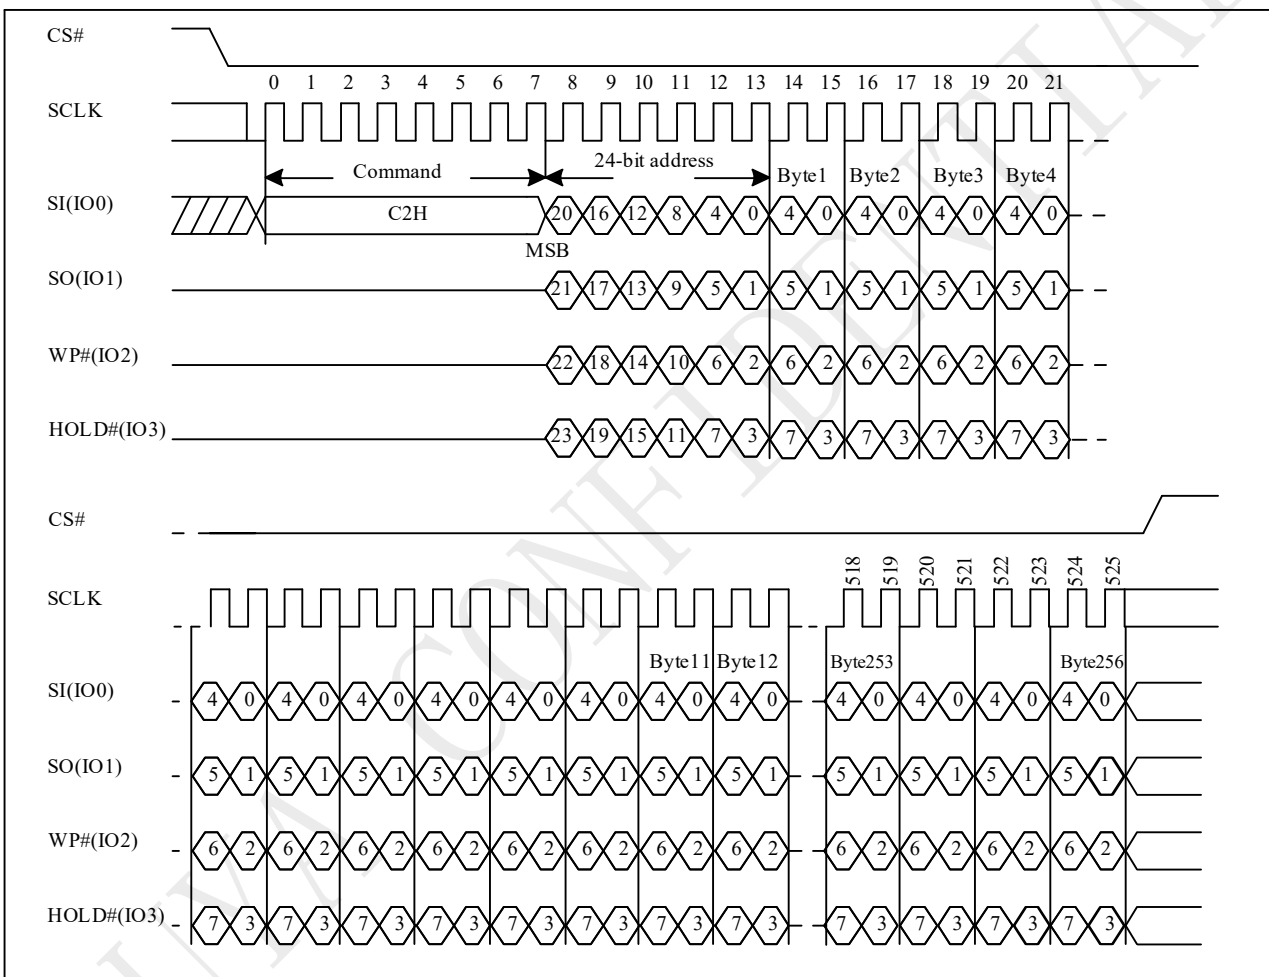 CS#
0 1 2 3 4 5 6 7 8 9 10 11 12 13 14 15 16 17 18 19 20 21
SCLK
Command 24-bit address Byte1 Byte2 Byte3 Byte4
SI(IO0) C2H 20 16 12 8 4 0 4 0 4 0 4 0 4 0
MSB
SO(IO1) 21 17 13 9 5 1 5 1 5 1 5 1 5 1
WP#(IO2) 22 18 14 10 6 2 6 2 6 2 6 2 6 2
HOLD#(IO3) 23 19 15 11 7 3 7 3 7 3 7 3 7 3
CS#
518 519 520 521 522 523 524 525
SCLK
Byte11 Byte12 Byte253 Byte256
SI(IO0) 4 0 4 0 4 0 4 0 4 0 4 0 4 0 4 0 4 0 4 0 4 0 4 0
SO(IO1) 5 1 5 1 5 1 5 1 5 1 5 1 5 1 5 1 5 1 5 1 5 1 5 1
WP#(IO2) 6 2 6 2 6 2 6 2 6 2 6 2 6 2 6 2 6 2 6 2 6 2 6 2
HOLD#(IO3) 7 3 7 3 7 3 7 3 7 3 7 3 7 3 7 3 7 3 7 3 7 3 7 3